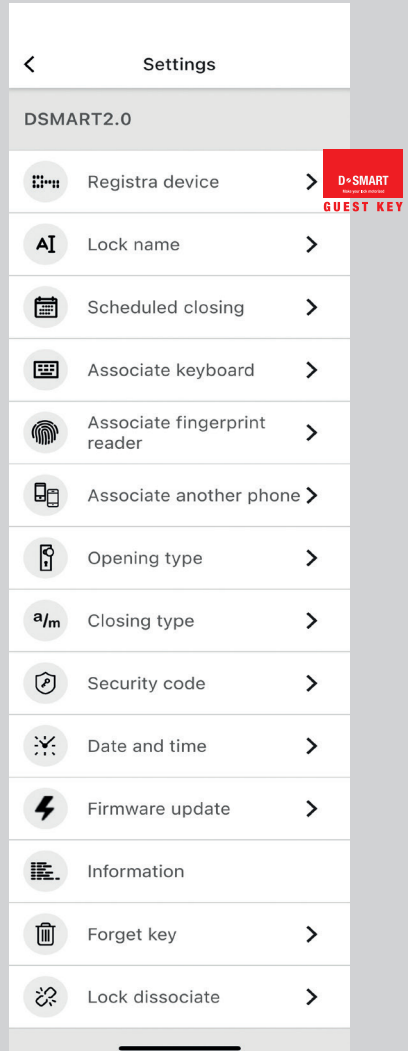 Settings
DSMART2.0
Registra device
D SMART
GUEST KEY
AI Lock name
Scheduled closing
Associate keyboard
Associate fingerprint
reader
Associate another phone
Opening type
a/m Closing type
Security code
Date and time
Firmware update
Information
Forget key
Lock dissociate